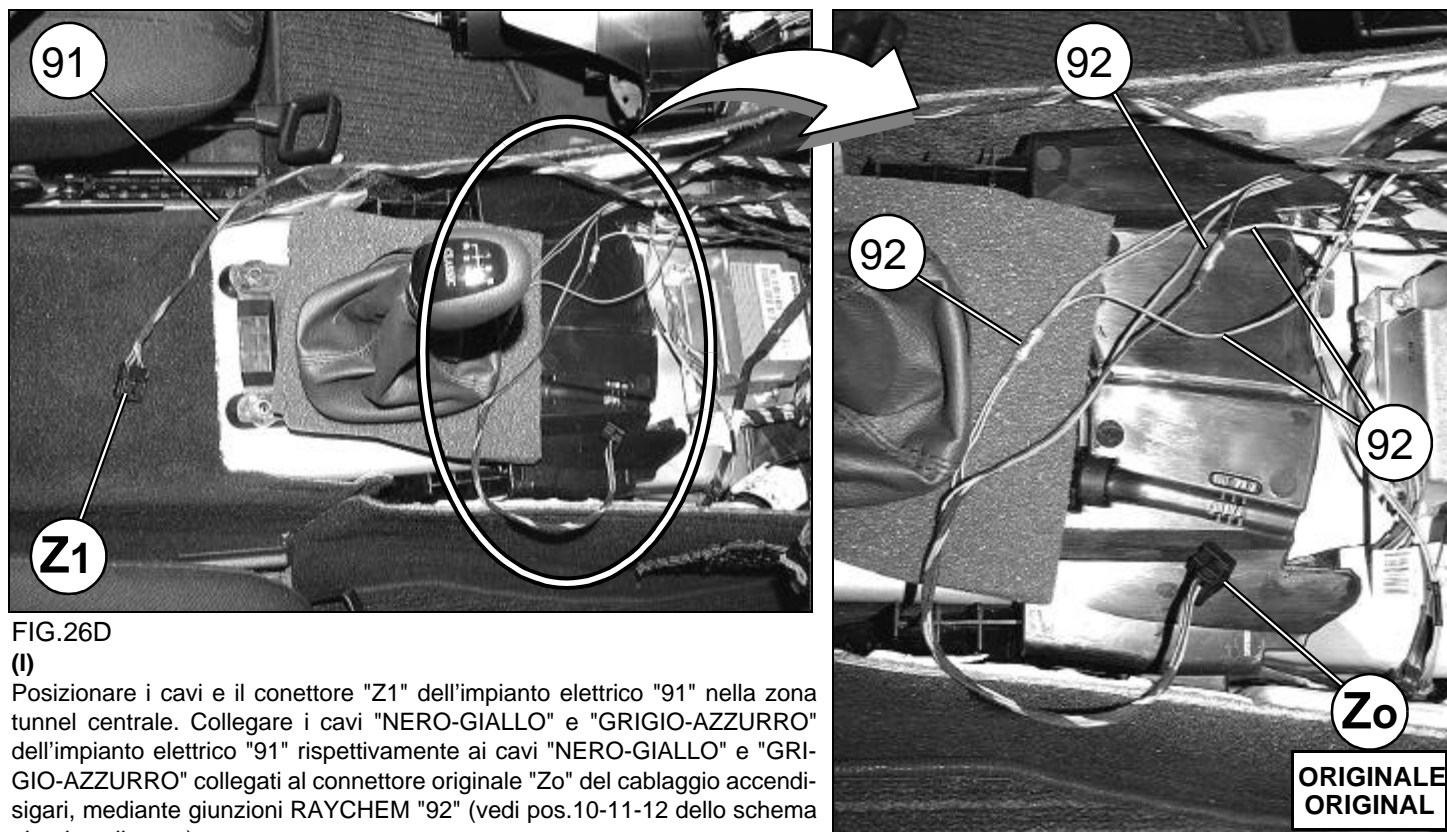 91
Z1
92
92
92
Zo
ORIGINALE
ORIGINAL
FIG.26D
(I)
Posizionare i cavi e il conettore "Z1" dell'impianto elettrico "91" nella zona
tunnel centrale. Collegare i cavi "NERO-GIALLO" e "GRIGIO-AZZURRO"
dell'impianto elettrico "91" rispettivamente ai cavi "NERO-GIALLO" e "GRI-
GIO-AZZURRO" collegati al connettore originale "Zo" del cablaggio accendi-
sigari, mediante giunzioni RAYCHEM "92" (vedi pos.10-11-12 dello schema